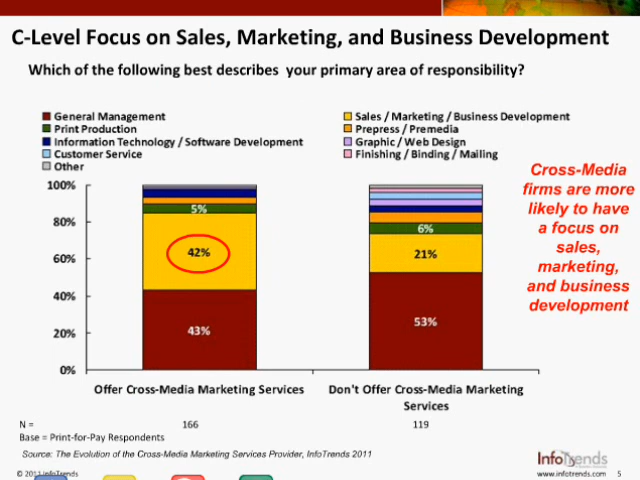 C-Level Focus on Sales, Marketing, and Business Development
Which of the following best describes your primary area of responsibility?
General Management
Print Production
Information Technology / Software Development
Customer Service
Other
Sales / Marketing / Business Development
Prepress / Premedia
Graphic / Web Design
Finishing / Binding / Mailing
100%
80%
60%
40%
20%
0%
5%
42%
43%
6%
21%
53%
Cross-Media
firms are more
likely to have
a focus on
sales,
marketing,
and business
development
Offer Cross-Media Marketing Services
Don't Offer Cross-Media Marketing
Services
N = 166 119
Base = Print-for-Pay Respondents
Source: The Evolution of the Cross-Media Marketing Services Provider, InfoTrends 2011
InfoTrends
© 2011 InfoTrends
www.infotrends.com 5